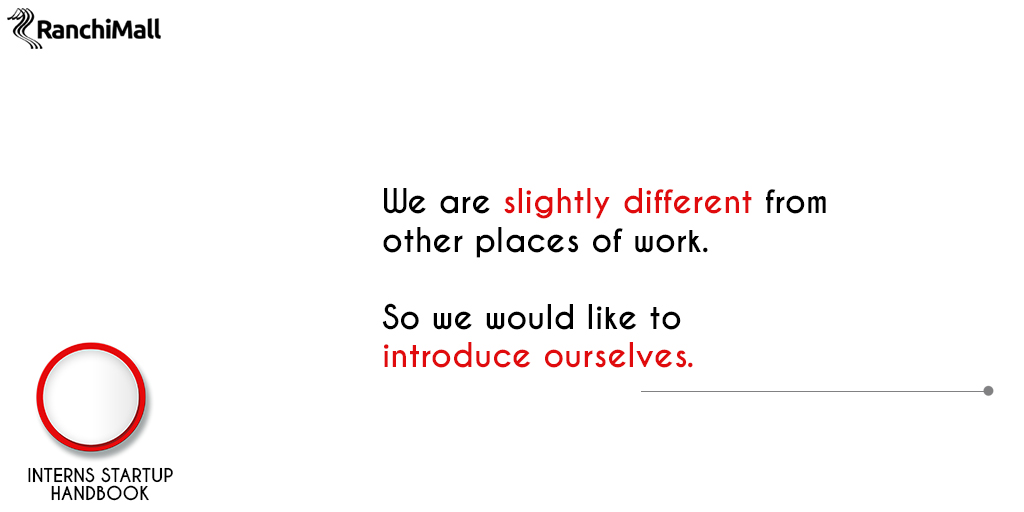 RanchiMall
We are slightly different from
other places of work.
So we would like to
introduce ourselves.
INTERNS STARTUP
HANDBOOK